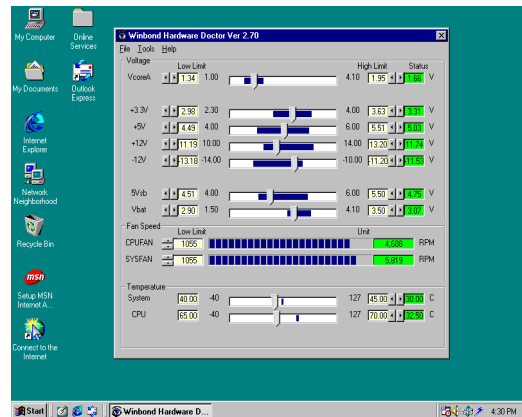 My Computer
Online Services
My Documents
Outlook Express
Internet Explorer
Network Neighborhood
Recycle Bin
msn
Setup MSN Internet A...
Connect to the Internet
Winbond Hardware Doctor Ver 2.70
File Tools Help
Voltage
Low Limit High Limit Status
VcoreA 1.34 1.00 4.10 1.95 1.66 V
+3.3V 2.98 2.30 4.00 3.63 3.31 V
+5V 4.49 4.00 6.00 5.51 5.03 V
+12V 11.19 10.00 14.00 13.20 11.74 V
-12V -13.18 -14.00 -10.00 -11.20 -11.53 V
5Vsb 4.51 4.00 6.00 5.50 4.75 V
Vbat 2.90 1.50 4.10 3.50 3.07 V
Fan Speed
Low Limit Unit
CPUFAN 1055 4,688 RPM
SYSFAN 1055 5,819 RPM
Temperature
System 40.00 -40 127 45.00 30.00 C
CPU 65.00 -40 127 70.00 32.50 C
Start
Winbond Hardware D...
4:30 PM